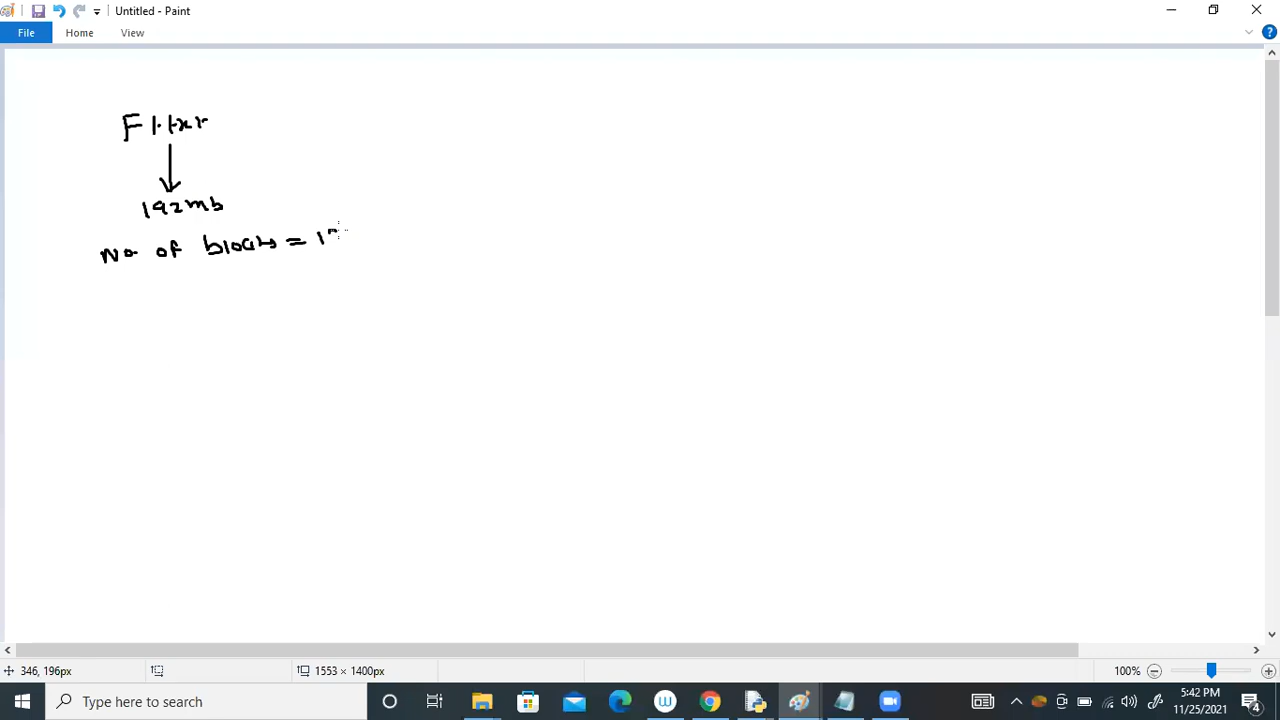 Untitled - Paint
File Home View
F1.txt
192mb
No of blocks =
346, 196px
1553 × 1400px
100%
Type here to search
5:42 PM
11/25/2021
4